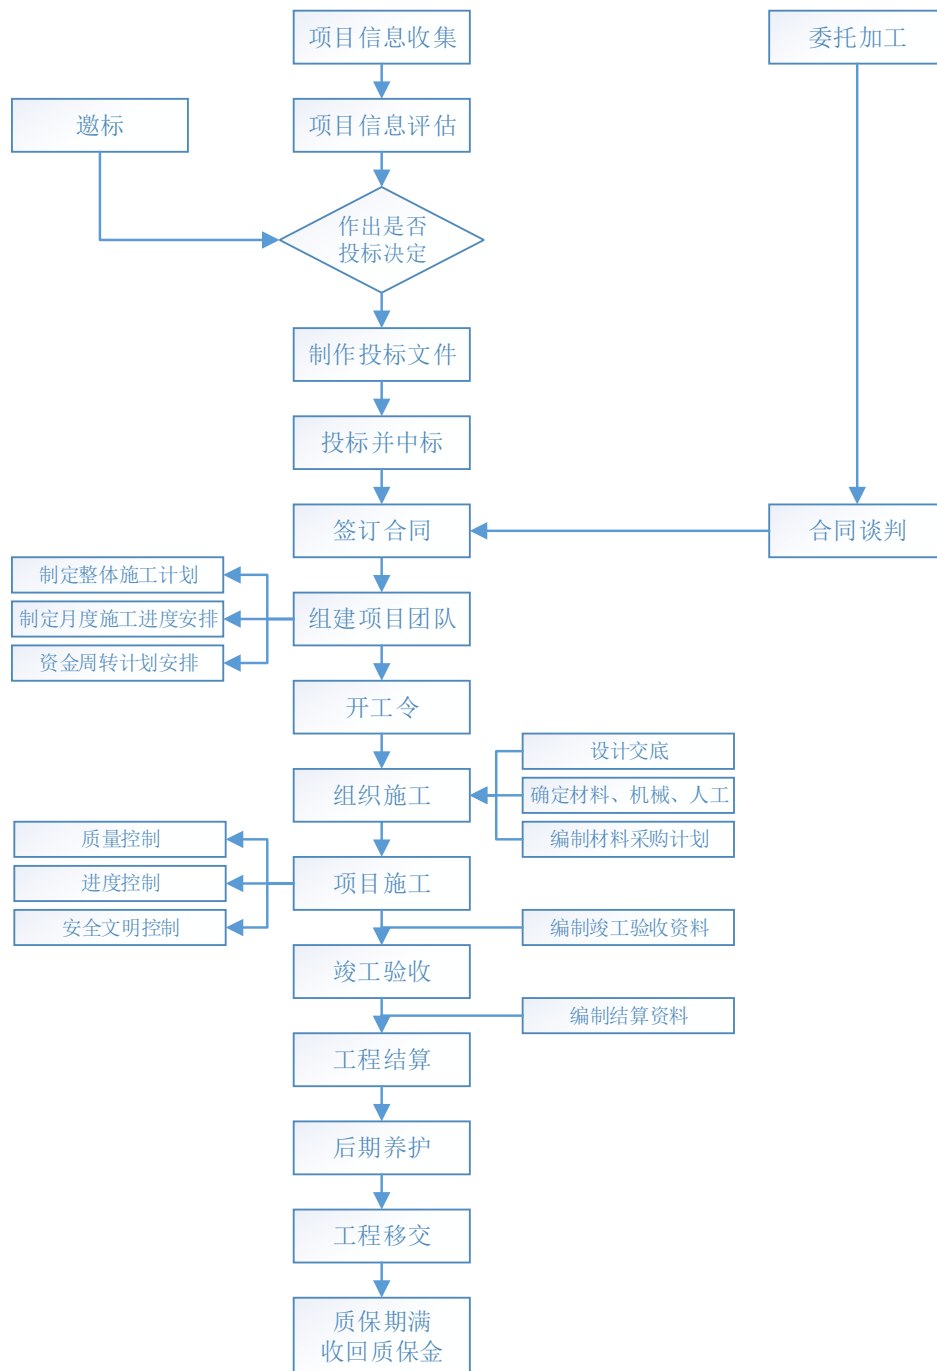 项目信息收集
委托加工
邀标
项目信息评估
作出是否
投标决定
制作投标文件
投标并中标
签订合同
合同谈判
制定整体施工计划
制定月度施工进度安排
资金周转计划安排
组建项目团队
开工令
设计交底
确定材料、机械、人工
编制材料采购计划
组织施工
质量控制
进度控制
安全文明控制
项目施工
编制竣工验收资料
竣工验收
编制结算资料
工程结算
后期养护
工程移交
质保期满
收回质保金